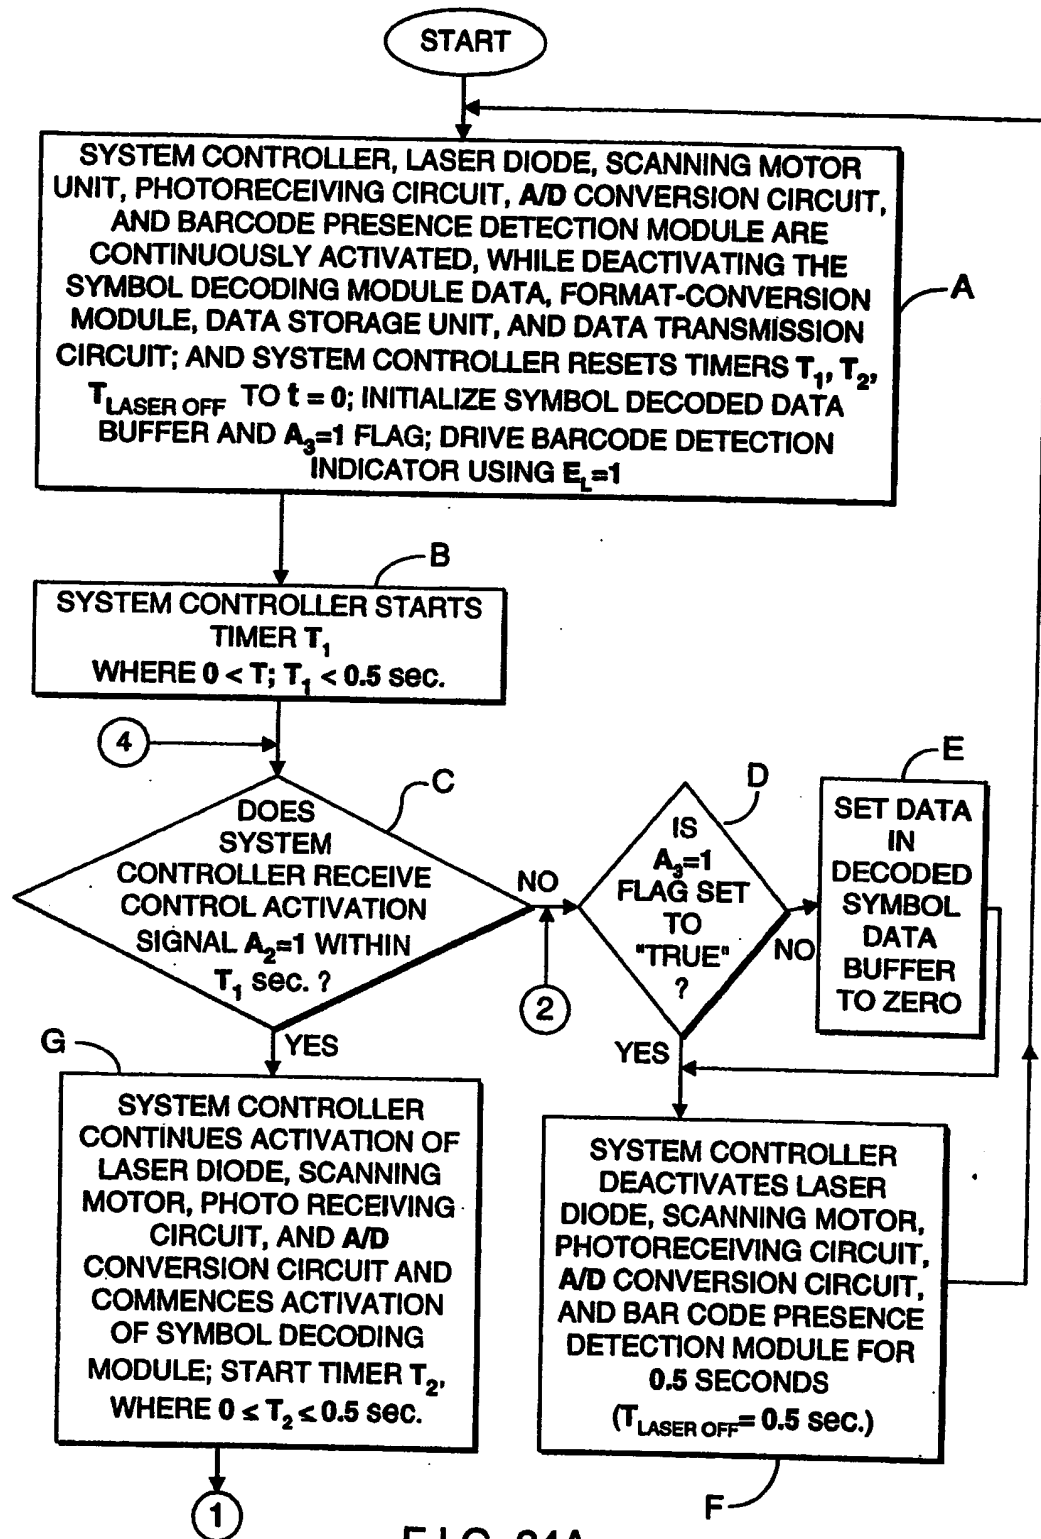 START
SYSTEM CONTROLLER, LASER DIODE, SCANNING MOTOR
UNIT, PHOTORECEIVING CIRCUIT, A/D CONVERSION CIRCUIT,
AND BARCODE PRESENCE DETECTION MODULE ARE
CONTINUOUSLY ACTIVATED, WHILE DEACTIVATING THE
SYMBOL DECODING MODULE DATA, FORMAT-CONVERSION
MODULE, DATA STORAGE UNIT, AND DATA TRANSMISSION
CIRCUIT; AND SYSTEM CONTROLLER RESETS TIMERS T1, T2,
TLASER OFF TO t = 0; INITIALIZE SYMBOL DECODED DATA
BUFFER AND A3=1 FLAG; DRIVE BARCODE DETECTION
INDICATOR USING EL=1
A
B
SYSTEM CONTROLLER STARTS
TIMER T1
WHERE 0 < T; T1 < 0.5 sec.
4
C
DOES
SYSTEM
CONTROLLER RECEIVE
CONTROL ACTIVATION
SIGNAL A2=1 WITHIN
T1 sec. ?
NO
2
YES
D
IS
A3=1
FLAG SET
TO
"TRUE"
?
NO
YES
E
SET DATA
IN
DECODED
SYMBOL
DATA
BUFFER
TO ZERO
G
SYSTEM CONTROLLER
CONTINUES ACTIVATION OF
LASER DIODE, SCANNING
MOTOR, PHOTO RECEIVING
CIRCUIT, AND A/D
CONVERSION CIRCUIT AND
COMMENCES ACTIVATION
OF SYMBOL DECODING
MODULE; START TIMER T2,
WHERE 0 ≤ T2 ≤ 0.5 sec.
1
SYSTEM CONTROLLER
DEACTIVATES LASER
DIODE, SCANNING MOTOR,
PHOTORECEIVING CIRCUIT,
A/D CONVERSION CIRCUIT,
AND BAR CODE PRESENCE
DETECTION MODULE FOR
0.5 SECONDS
(TLASER OFF= 0.5 sec.)
F
FIG. 24A